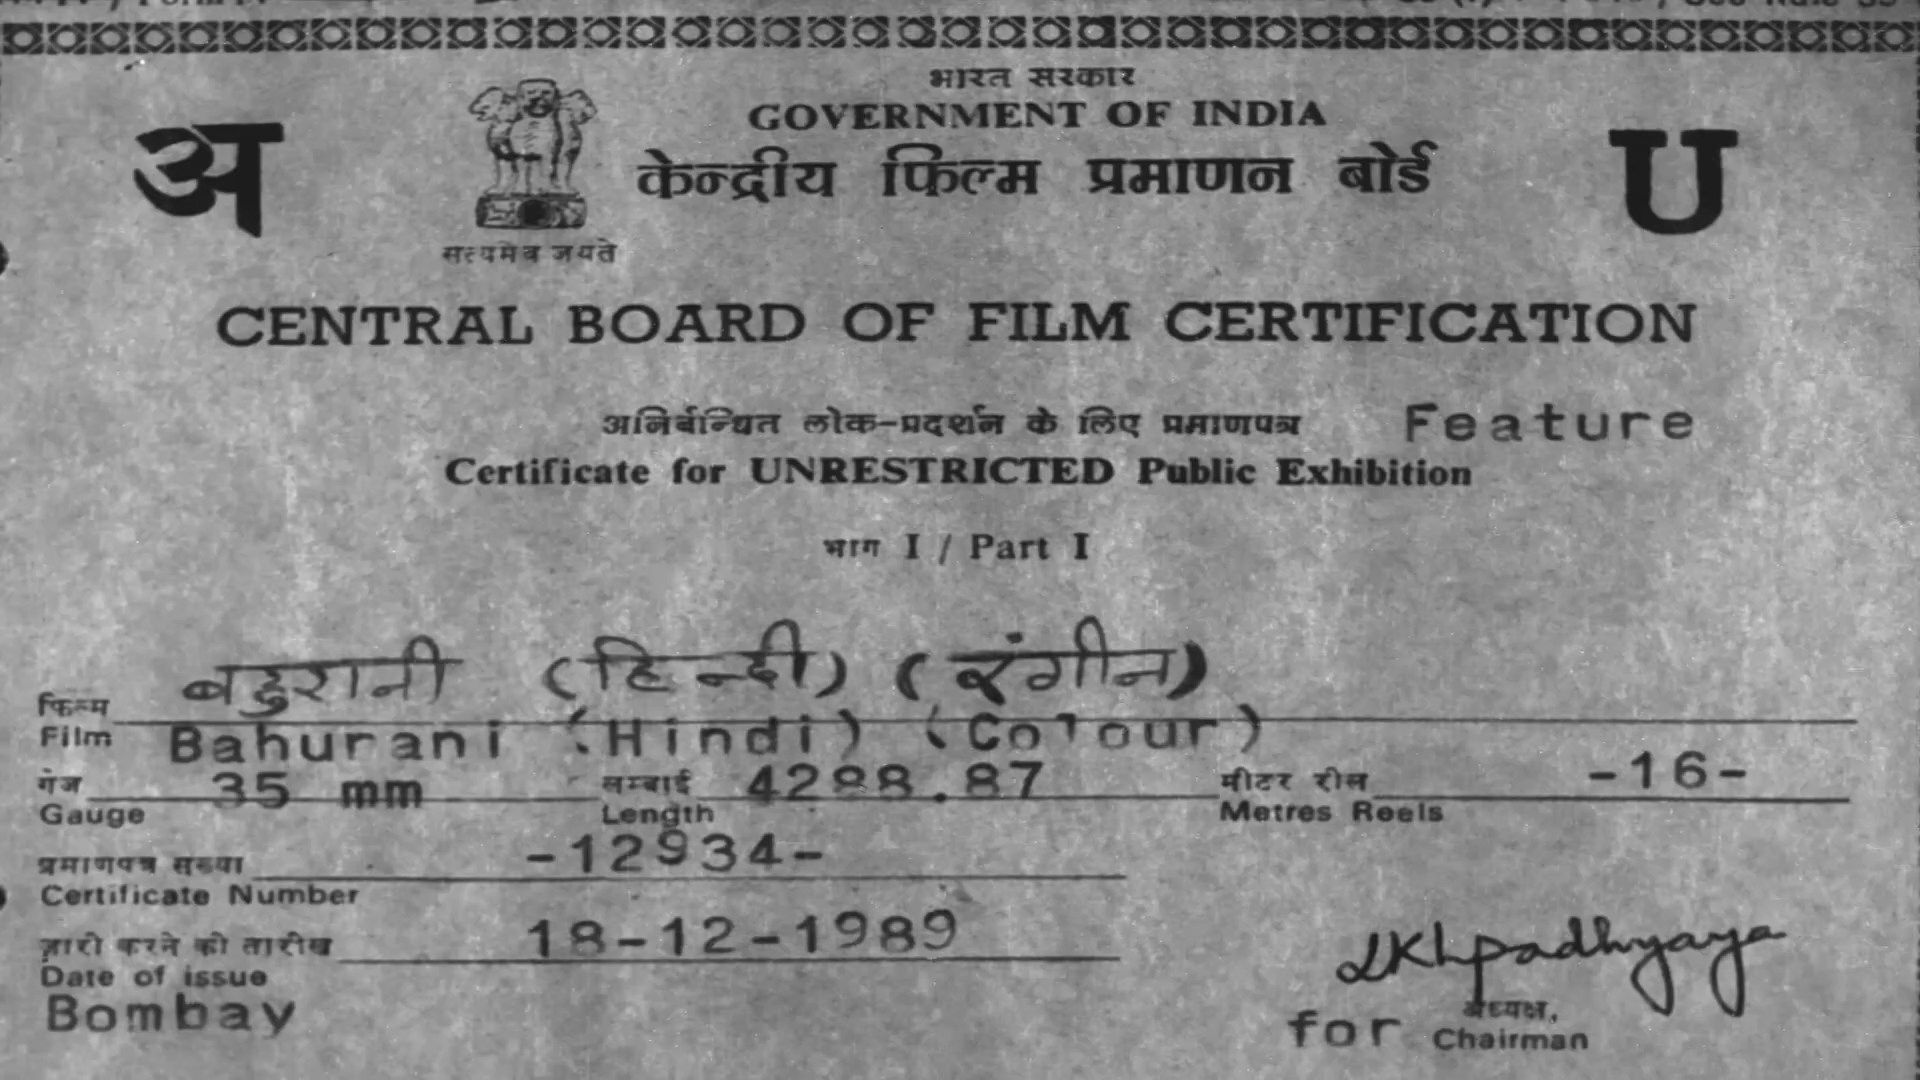 भारत सरकार
GOVERNMENT OF INDIA
अ
केन्द्रीय फिल्म प्रमाणन बोर्ड
U
सत्यमेव जयते
CENTRAL BOARD OF FILM CERTIFICATION
अनिर्बन्धित लोक-प्रदर्शन के लिए प्रमाणपत्र Feature
Certificate for UNRESTRICTED Public Exhibition
भाग I / Part I
फिल्म बहुरानी (हिन्दी) (रंगीन)
Film Bahurani (Hindi) (Colour)
गेज 35 mm लम्बाई 4288.87 मीटर रील -16-
Gauge Length Metres Reels
प्रमाणपत्र संख्या -12934-
Certificate Number
जारी करने की तारीख 18-12-1989
Date of issue
Bombay
अध्यक्ष,
for Chairman